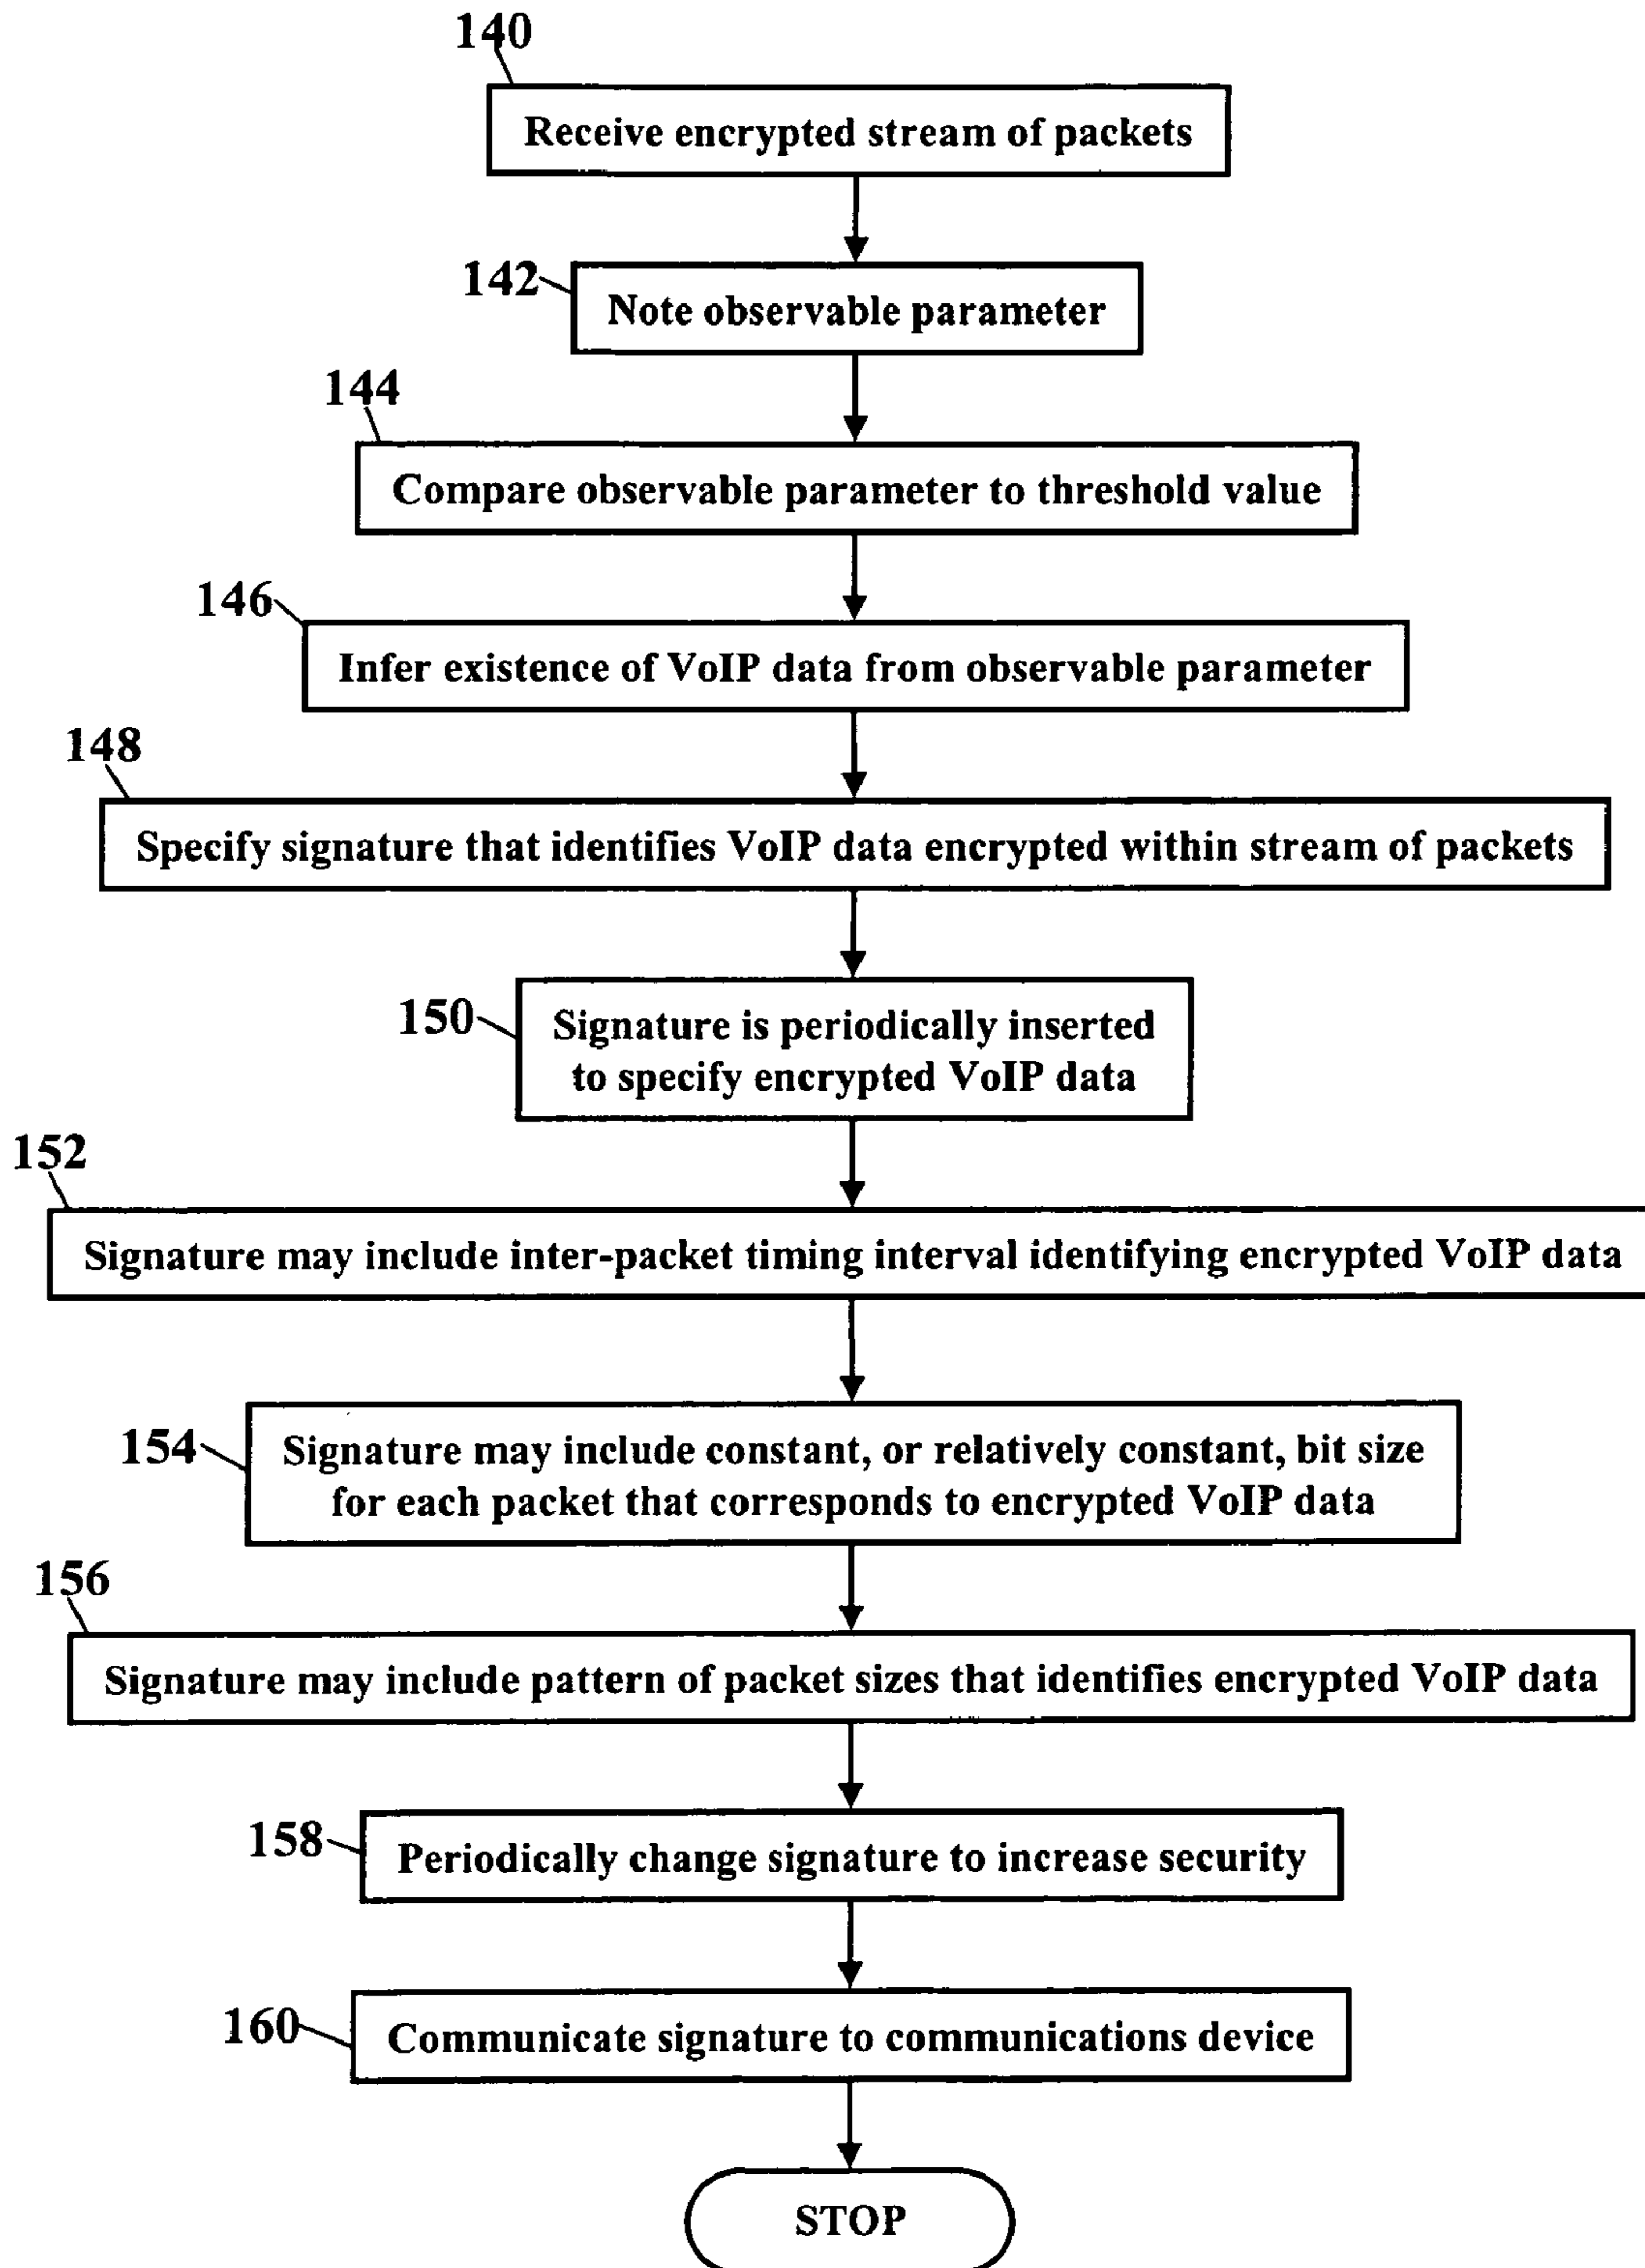 140
Receive encrypted stream of packets
142
Note observable parameter
144
Compare observable parameter to threshold value
146
Infer existence of VoIP data from observable parameter
148
Specify signature that identifies VoIP data encrypted within stream of packets
150
Signature is periodically inserted
to specify encrypted VoIP data
152
Signature may include inter-packet timing interval identifying encrypted VoIP data
154
Signature may include constant, or relatively constant, bit size
for each packet that corresponds to encrypted VoIP data
156
Signature may include pattern of packet sizes that identifies encrypted VoIP data
158
Periodically change signature to increase security
160
Communicate signature to communications device
STOP